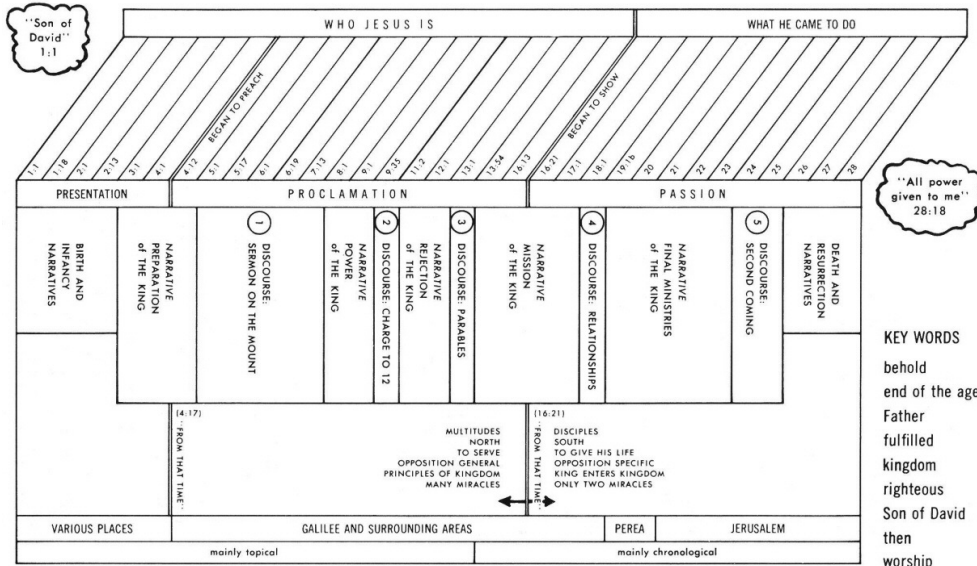 "Son of
David"
1:1
WHO JESUS IS
WHAT HE CAME TO DO
BEGAN TO PREACH
BEGAN TO SHOW
1:1
1:18
2:1
2:13
3:1
4:1
4:12
5:1
5:17
6:1
6:19
7:13
8:1
9:1
9:35
11:2
12:1
13:1
13:54
16:13
16:21
17:1
18:1
19:1b
20
21
22
23
24
25
26
27
28
"All power
given to me"
28:18
PRESENTATION
PROCLAMATION
PASSION
BIRTH AND
INFANCY
NARRATIVES
NARRATIVE
PREPARATION
of THE KING
1
DISCOURSE:
SERMON ON THE MOUNT
NARRATIVE
POWER
of THE KING
2
DISCOURSE: CHARGE TO 12
NARRATIVE
REJECTION
of THE KING
3
DISCOURSE: PARABLES
NARRATIVE
MISSION
of THE KING
4
DISCOURSE: RELATIONSHIPS
NARRATIVE
FINAL MINISTRIES
of THE KING
5
DISCOURSE:
SECOND COMING
DEATH AND
RESURRECTION
NARRATIVES
(4:17)
"FROM THAT TIME"
MULTITUDES
NORTH
TO SERVE
OPPOSITION GENERAL
PRINCIPLES OF KINGDOM
MANY MIRACLES
(16:21)
"FROM THAT TIME"
DISCIPLES
SOUTH
TO GIVE HIS LIFE
OPPOSITION SPECIFIC
KING ENTERS KINGDOM
ONLY TWO MIRACLES
VARIOUS PLACES
GALILEE AND SURROUNDING AREAS
PEREA
JERUSALEM
mainly topical
mainly chronological
KEY WORDS
behold
end of the age
Father
fulfilled
kingdom
righteous
Son of David
then
worship